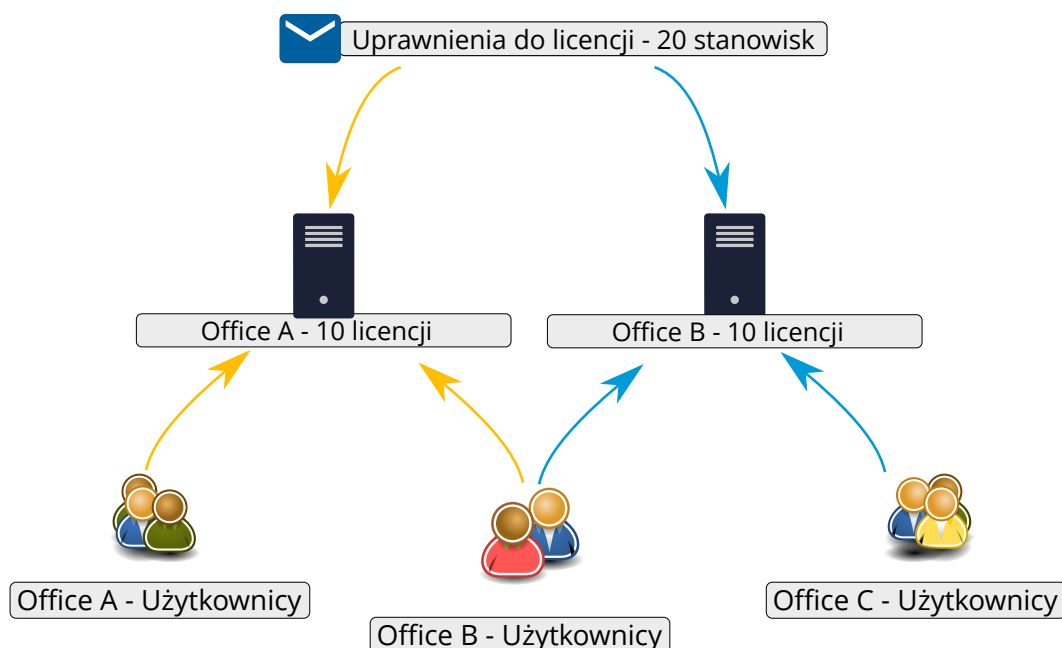 Uprawnienia do licencji - 20 stanowisk
Office A - 10 licencji
Office B - 10 licencji
Office A - Użytkownicy
Office B - Użytkownicy
Office C - Użytkownicy